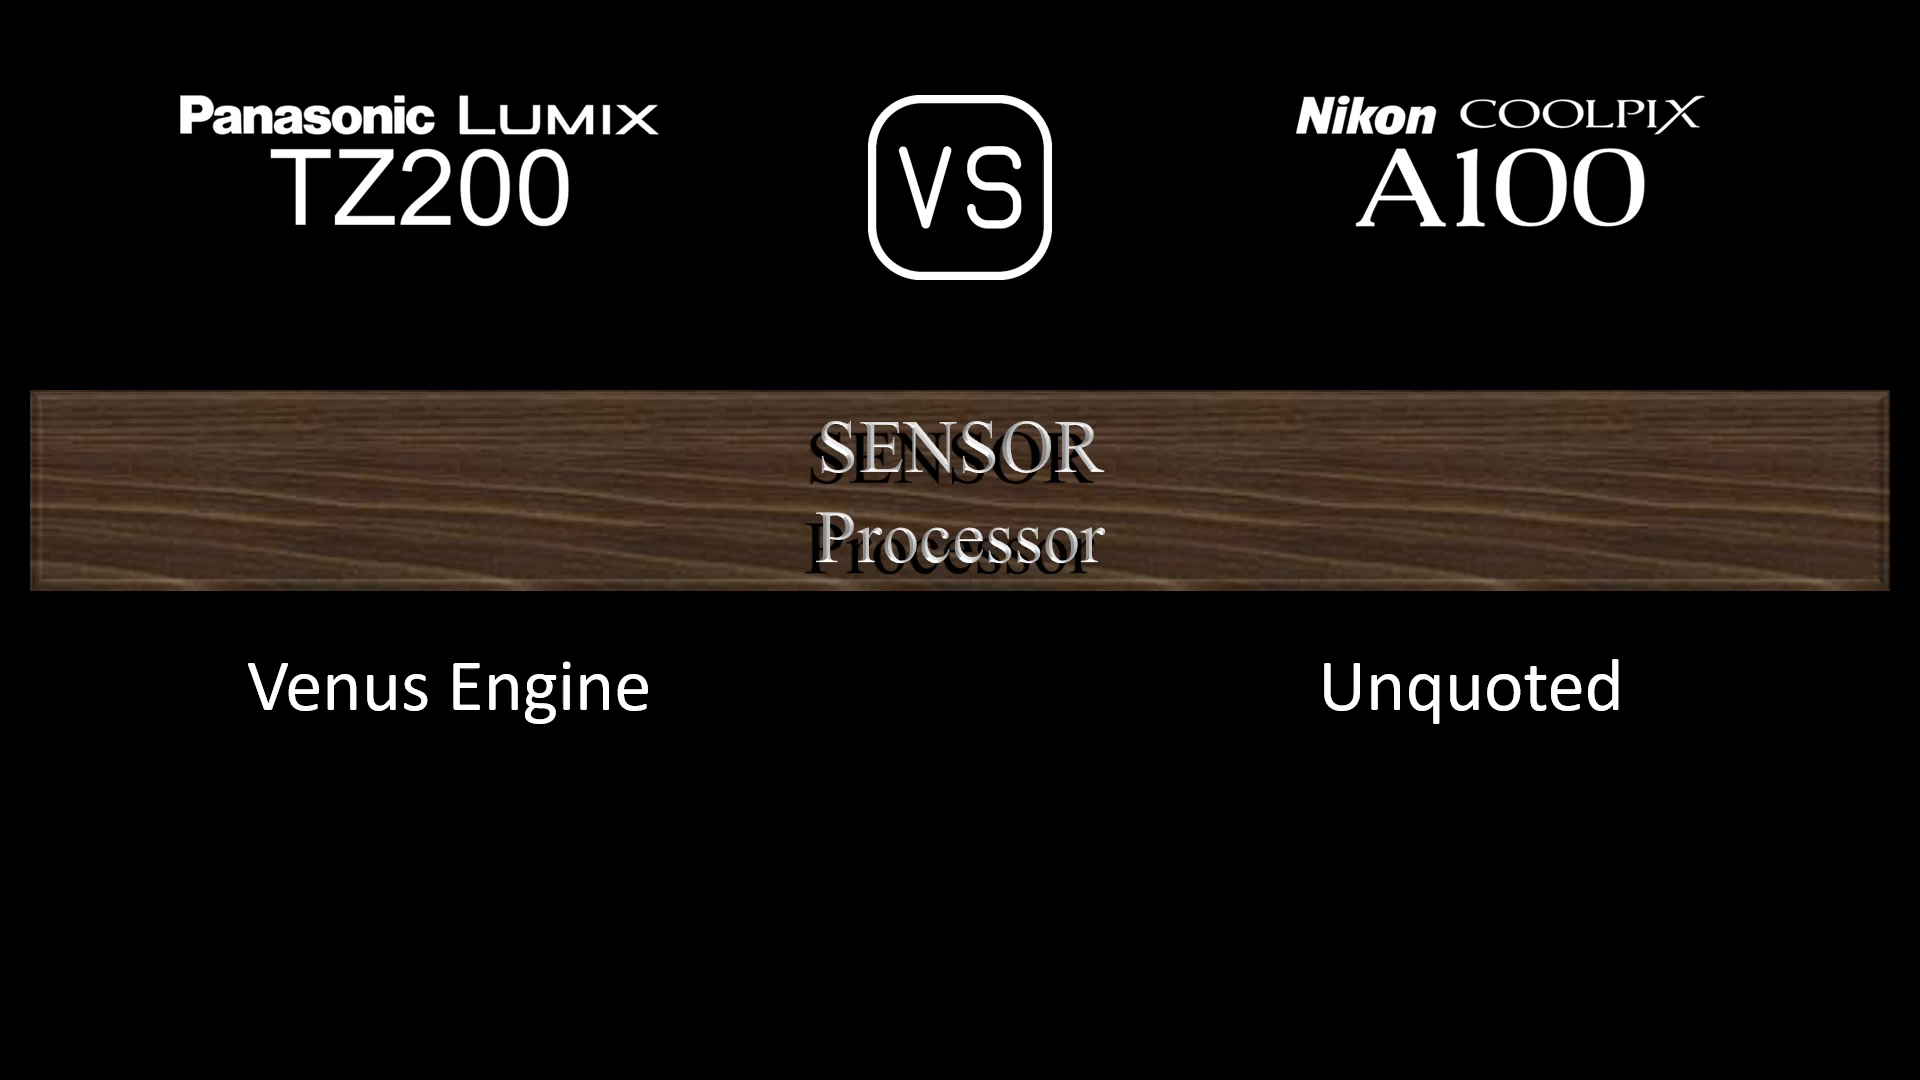 Panasonic LUMIX
TZ200
VS
Nikon COOLPIX
A100
SENSOR
Processor
Venus Engine
Unquoted